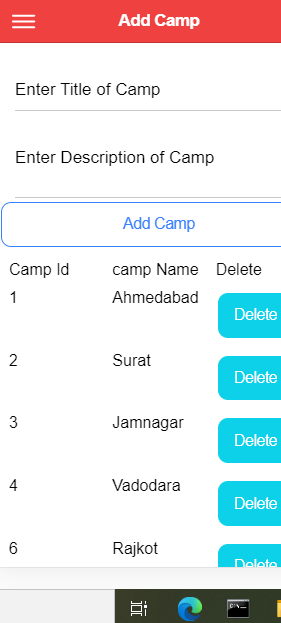 Add Camp
Enter Title of Camp
Enter Description of Camp
Add Camp
Camp Id camp Name Delete
1 Ahmedabad Delete
2 Surat Delete
3 Jamnagar Delete
4 Vadodara Delete
6 Rajkot Delete